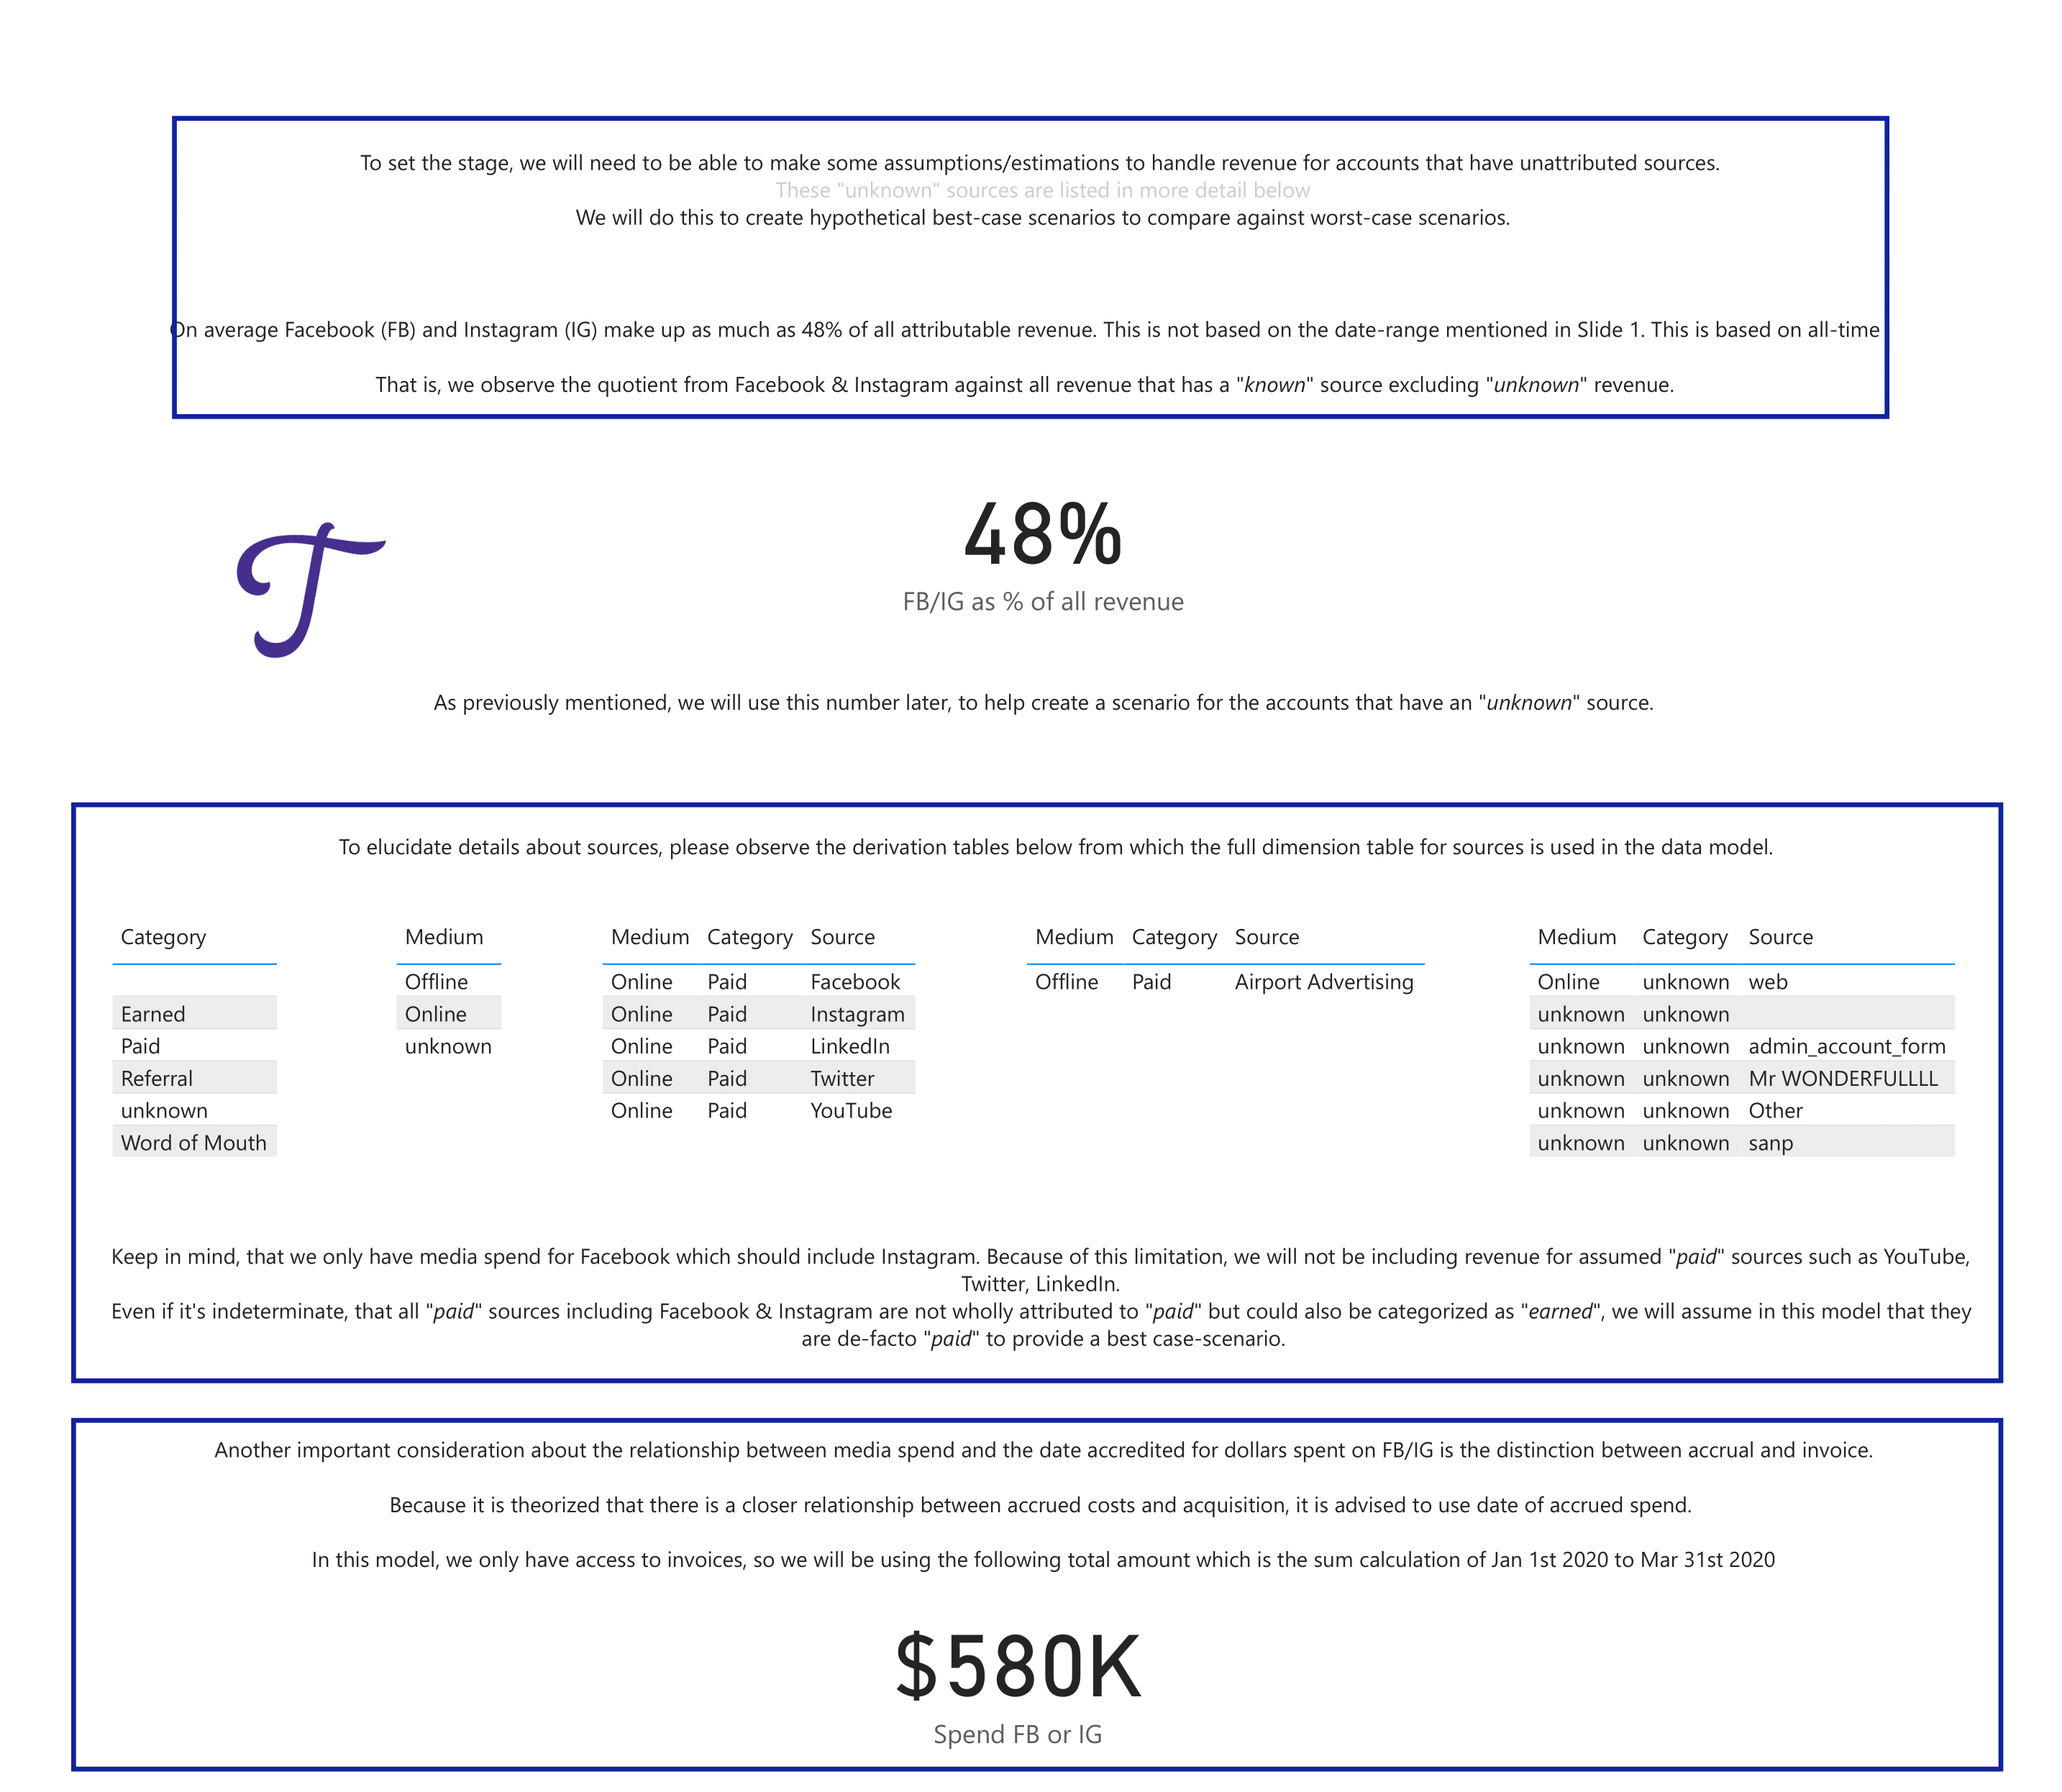 To set the stage, we will need to be able to make some assumptions/estimations to handle revenue for accounts that have unattributed sources.
These "unknown" sources are listed in more detail below
We will do this to create hypothetical best-case scenarios to compare against worst-case scenarios.
On average Facebook (FB) and Instagram (IG) make up as much as 48% of all attributable revenue. This is not based on the date-range mentioned in Slide 1. This is based on all-time
That is, we observe the quotient from Facebook & Instagram against all revenue that has a "known" source excluding "unknown" revenue.
T
48%
FB/IG as % of all revenue
As previously mentioned, we will use this number later, to help create a scenario for the accounts that have an "unknown" source.
To elucidate details about sources, please observe the derivation tables below from which the full dimension table for sources is used in the data model.
Category
Earned
Paid
Referral
unknown
Word of Mouth
Medium
Offline
Online
unknown
Medium Category Source
Online Paid Facebook
Online Paid Instagram
Online Paid LinkedIn
Online Paid Twitter
Online Paid YouTube
Medium Category Source
Offline Paid Airport Advertising
Medium Category Source
Online unknown web
unknown unknown
unknown unknown admin_account_form
unknown unknown Mr WONDERFULLLL
unknown unknown Other
unknown unknown sanp
Keep in mind, that we only have media spend for Facebook which should include Instagram. Because of this limitation, we will not be including revenue for assumed "paid" sources such as YouTube,
Twitter, LinkedIn.
Even if it's indeterminate, that all "paid" sources including Facebook & Instagram are not wholly attributed to "paid" but could also be categorized as "earned", we will assume in this model that they
are de-facto "paid" to provide a best case-scenario.
Another important consideration about the relationship between media spend and the date accredited for dollars spent on FB/IG is the distinction between accrual and invoice.
Because it is theorized that there is a closer relationship between accrued costs and acquisition, it is advised to use date of accrued spend.
In this model, we only have access to invoices, so we will be using the following total amount which is the sum calculation of Jan 1st 2020 to Mar 31st 2020
$580K
Spend FB or IG